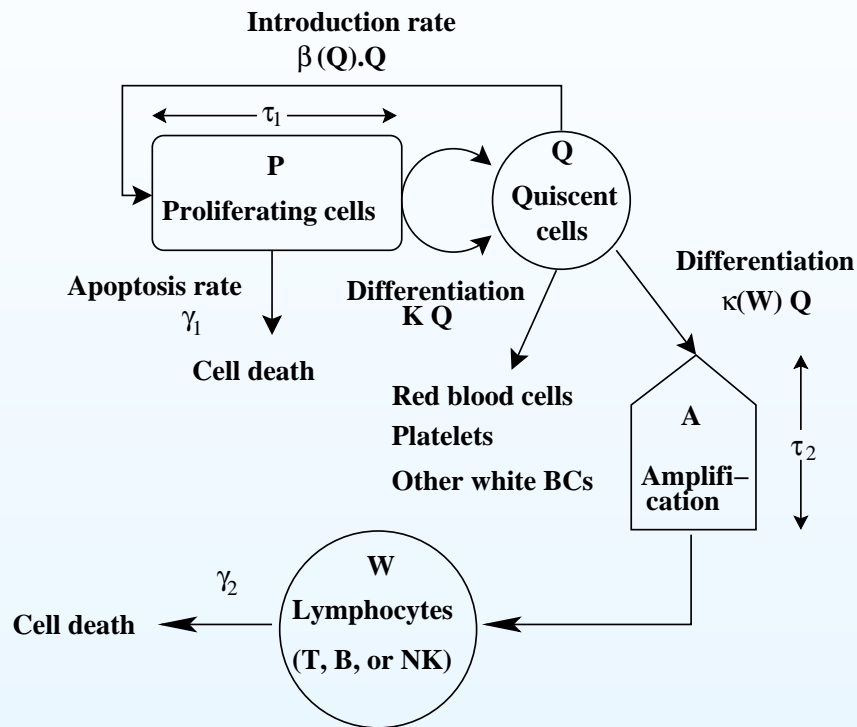 Introduction rate
β(Q).Q
τ1
P
Proliferating cells
Q
Quiscent
cells
Apoptosis rate
γ1
Cell death
Differentiation
K Q
Differentiation
κ(W) Q
Red blood cells
Platelets
Other white BCs
A
Amplifi−
cation
τ2
γ2
Cell death
W
Lymphocytes
(T, B, or NK)